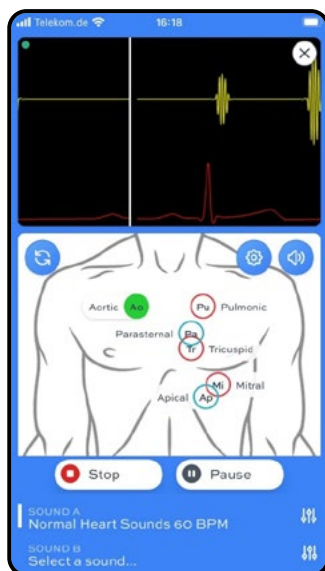 Telekom.de 16:18
Aortic Ao Pu Pulmonic
Parasternal Pa
Tr Tricuspid
Mi Mitral
Apical Ap
Stop Pause
SOUND A
Normal Heart Sounds 60 BPM
SOUND B
Select a sound...